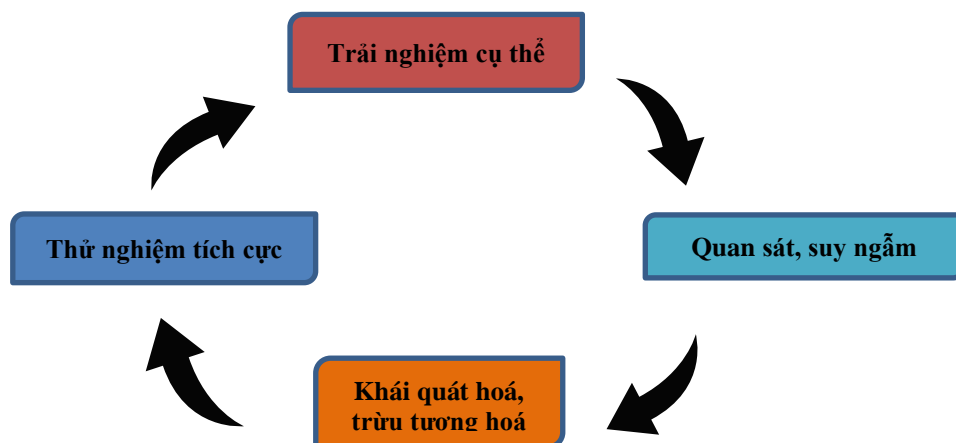 Trải nghiệm cụ thể
Quan sát, suy ngẫm
Khái quát hoá,
trừu tương hoá
Thử nghiệm tích cực